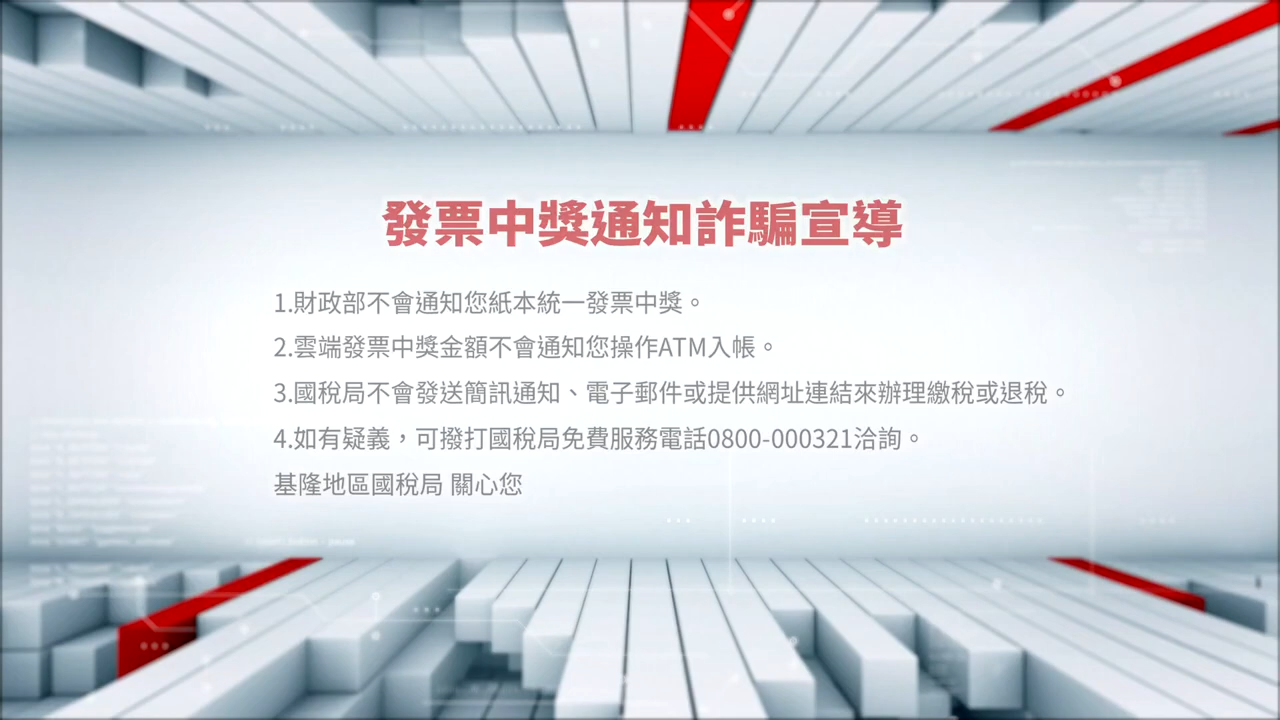 發票中獎通知詐騙宣導
1.財政部不會通知您紙本統一發票中獎。
2.雲端發票中獎金額不會通知您操作ATM入帳。
3.國稅局不會發送簡訊通知、電子郵件或提供網址連結來辦理繳稅或退稅。
4.如有疑義，可撥打國稅局免費服務電話0800-000321洽詢。
基隆地區國稅局 關心您